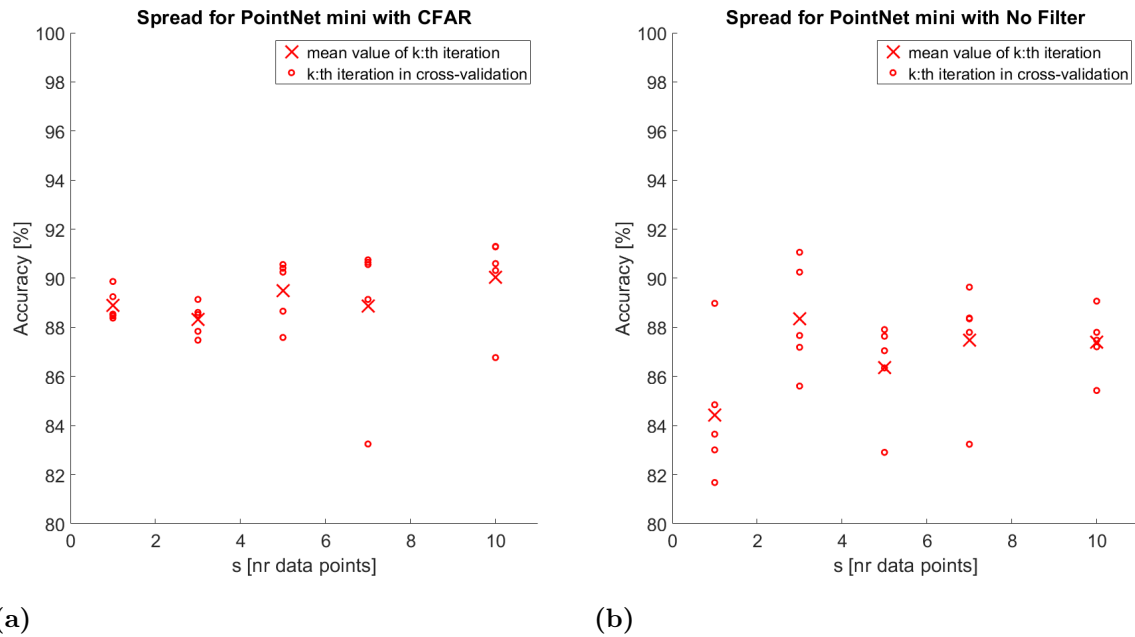 Spread for PointNet mini with CFAR
100
98
96
94
92
90
88
86
84
82
80
0
2
4
6
8
10
Accuracy [%]
s [nr data points]
mean value of k:th iteration
k:th iteration in cross-validation
(a)
Spread for PointNet mini with No Filter
100
98
96
94
92
90
88
86
84
82
80
0
2
4
6
8
10
Accuracy [%]
s [nr data points]
mean value of k:th iteration
k:th iteration in cross-validation
(b)